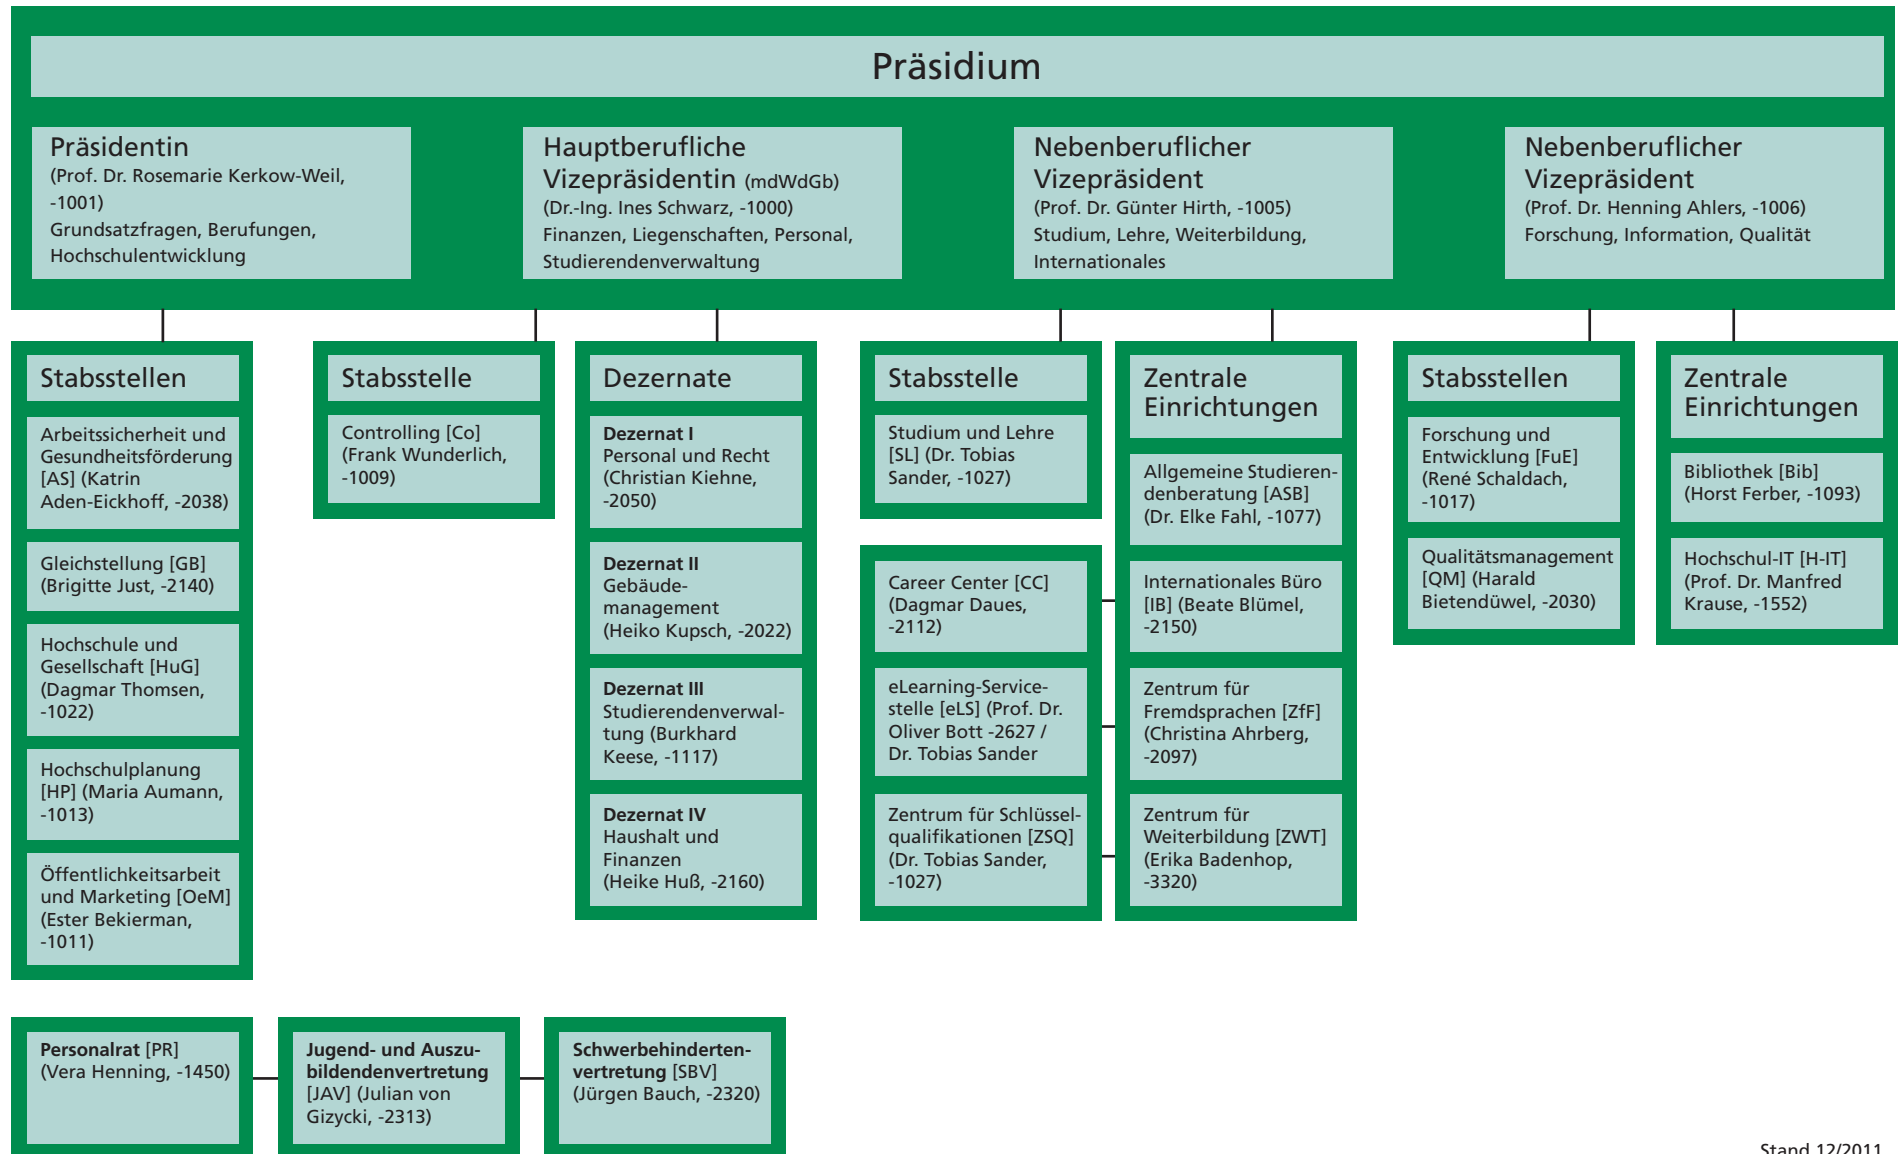 Präsidium
Präsidentin
(Prof. Dr. Rosemarie Kerkow-Weil,
-1001)
Grundsatzfragen, Berufungen,
Hochschulentwicklung
Hauptberufliche
Vizepräsidentin (mdWdGb)
(Dr.-Ing. Ines Schwarz, -1000)
Finanzen, Liegenschaften, Personal,
Studierendenverwaltung
Nebenberuflicher
Vizepräsident
(Prof. Dr. Günter Hirth, -1005)
Studium, Lehre, Weiterbildung,
Internationales
Nebenberuflicher
Vizepräsident
(Prof. Dr. Henning Ahlers, -1006)
Forschung, Information, Qualität
Stabsstellen
Arbeitssicherheit und
Gesundheitsförderung
[AS] (Katrin
Aden-Eickhoff, -2038)
Gleichstellung [GB]
(Brigitte Just, -2140)
Hochschule und
Gesellschaft [HuG]
(Dagmar Thomsen,
-1022)
Hochschulplanung
[HP] (Maria Aumann,
-1013)
Öffentlichkeitsarbeit
und Marketing [OeM]
(Ester Bekierman,
-1011)
Stabsstelle
Controlling [Co]
(Frank Wunderlich,
-1009)
Dezernate
Dezernat I
Personal und Recht
(Christian Kiehne,
-2050)
Dezernat II
Gebäude-
management
(Heiko Kupsch, -2022)
Dezernat III
Studierendenverwal-
tung (Burkhard
Keese, -1117)
Dezernat IV
Haushalt und
Finanzen
(Heike Huß, -2160)
Stabsstelle
Studium und Lehre
[SL] (Dr. Tobias
Sander, -1027)
Career Center [CC]
(Dagmar Daues,
-2112)
eLearning-Service-
stelle [eLS] (Prof. Dr.
Oliver Bott -2627 /
Dr. Tobias Sander
Zentrum für Schlüssel-
qualifikationen [ZSQ]
(Dr. Tobias Sander,
-1027)
Zentrale
Einrichtungen
Allgemeine Studieren-
denberatung [ASB]
(Dr. Elke Fahl, -1077)
Internationales Büro
[IB] (Beate Blümel,
-2150)
Zentrum für
Fremdsprachen [ZfF]
(Christina Ahrberg,
-2097)
Zentrum für
Weiterbildung [ZWT]
(Erika Badenhop,
-3320)
Stabsstellen
Forschung und
Entwicklung [FuE]
(René Schaldach,
-1017)
Qualitätsmanagement
[QM] (Harald
Bietendüwel, -2030)
Zentrale
Einrichtungen
Bibliothek [Bib]
(Horst Ferber, -1093)
Hochschul-IT [H-IT]
(Prof. Dr. Manfred
Krause, -1552)
Personalrat [PR]
(Vera Henning, -1450)
Jugend- und Auszu-
bildendenvertretung
[JAV] (Julian von
Gizycki, -2313)
Schwerbehinderten-
vertretung [SBV]
(Jürgen Bauch, -2320)
Stand 12/2011